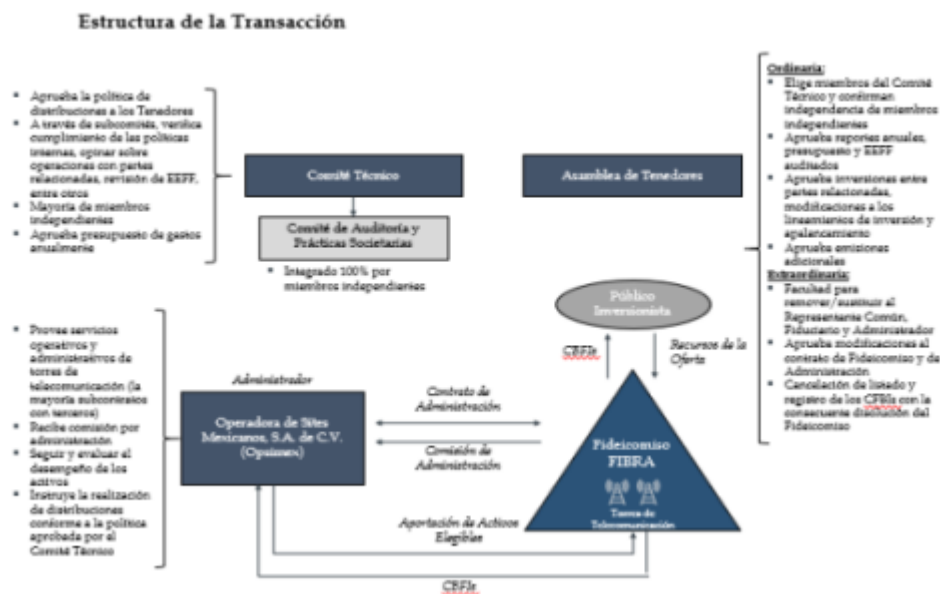 Estructura de la Transacción
▪ Aprueba la política de
distribuciones a los Tenedores
▪ A través de subcomités, verifica
cumplimiento de las políticas
internas, opinar sobre
operaciones con partes
relacionadas, revisión de EEFF,
entre otros
▪ Mayoría de miembros
independientes
▪ Aprueba presupuesto de gastos
anualmente
Comité Técnico
Comité de Auditoría y
Prácticas Societarias
▪ Integrado 100% por
miembros independientes
Asamblea de Tenedores
Ordinaria:
▪ Elige miembros del Comité
Técnico y confirman
independencia de miembros
independientes
▪ Aprueba reportes anuales,
presupuesto y EEFF
auditados
▪ Aprueba inversiones entre
partes relacionadas,
modificaciones a los
lineamientos de inversión y
apalancamiento
▪ Aprueba emisiones
adicionales
Extraordinaria:
▪ Facultad para
remover/sustituir al
Representante Común,
Fiduciario y Administrador
▪ Aprueba modificaciones al
contrato de Fideicomiso y de
Administración
▪ Cancelación de listado y
registro de los CFBIs con la
consecuente disolución del
Fideicomiso
Público
Inversionista
CBFIs
Recursos de la
Oferta
▪ Provee servicios
operativos y
administrativos de
torres de
telecomunicación (la
mayoría subcontratos
con terceros)
▪ Recibe comisión por
administración
▪ Seguir y evaluar el
desempeño de los
activos
▪ Instruye la realización
de distribuciones
conforme a la política
aprobada por el
Comité Técnico
Administrador
Operadora de Sites
Mexicanos, S.A. de C.V.
(Opsimex)
Contrato de
Administración
Comisión de
Administración
Fideicomiso
FIBRA
Torres de
Telecomunicación
Aportación de Activos
Elegibles
CBFIs